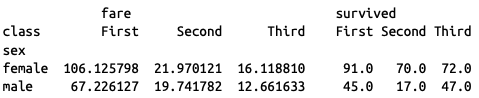 fare survived
class First Second Third First Second Third
sex
female 106.125798 21.970121 16.118810 91.0 70.0 72.0
male 67.226127 19.741782 12.661633 45.0 17.0 47.0